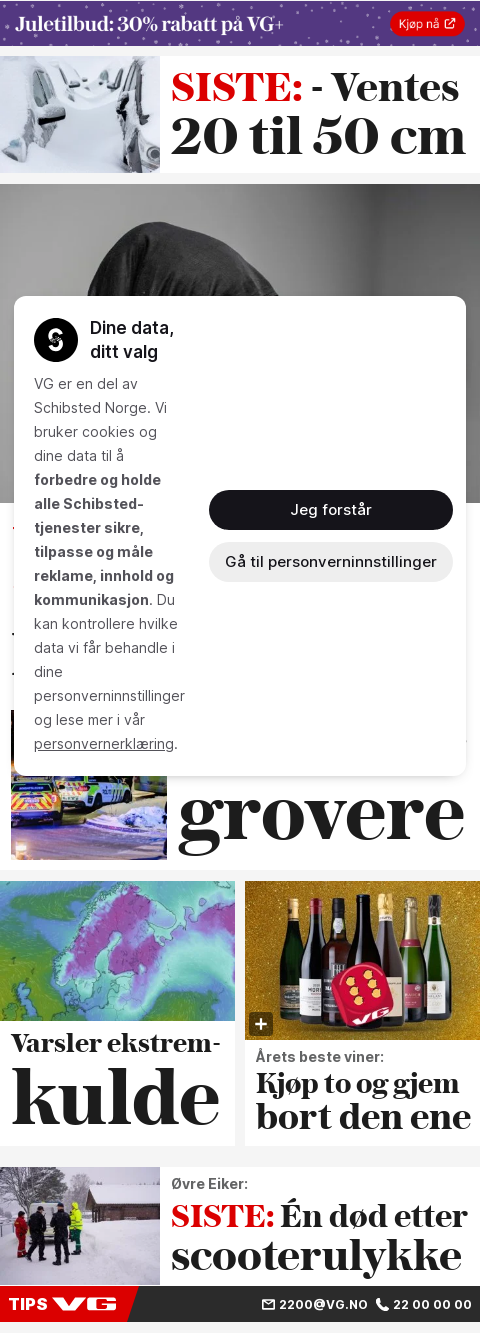 Juletilbud: 30% rabatt på VG+
Kjøp nå
SISTE: - Ventes
20 til 50 cm
Dine data,
ditt valg
VG er en del av
Schibsted Norge. Vi
bruker cookies og
dine data til å
forbedre og holde
alle Schibsted-
tjenester sikre,
tilpasse og måle
reklame, innhold og
kommunikasjon. Du
kan kontrollere hvilke
data vi får behandle i
dine
personverninnstillinger
og lese mer i vår
personvernerklæring.
Jeg forstår
Gå til personverninnstillinger
grovere
Varsler ekstrem-
kulde
VG
Årets beste viner:
Kjøp to og gjem
bort den ene
Øvre Eiker:
SISTE: Én død etter
scooterulykke
TIPS VG
2200@VG.NO
22 00 00 00